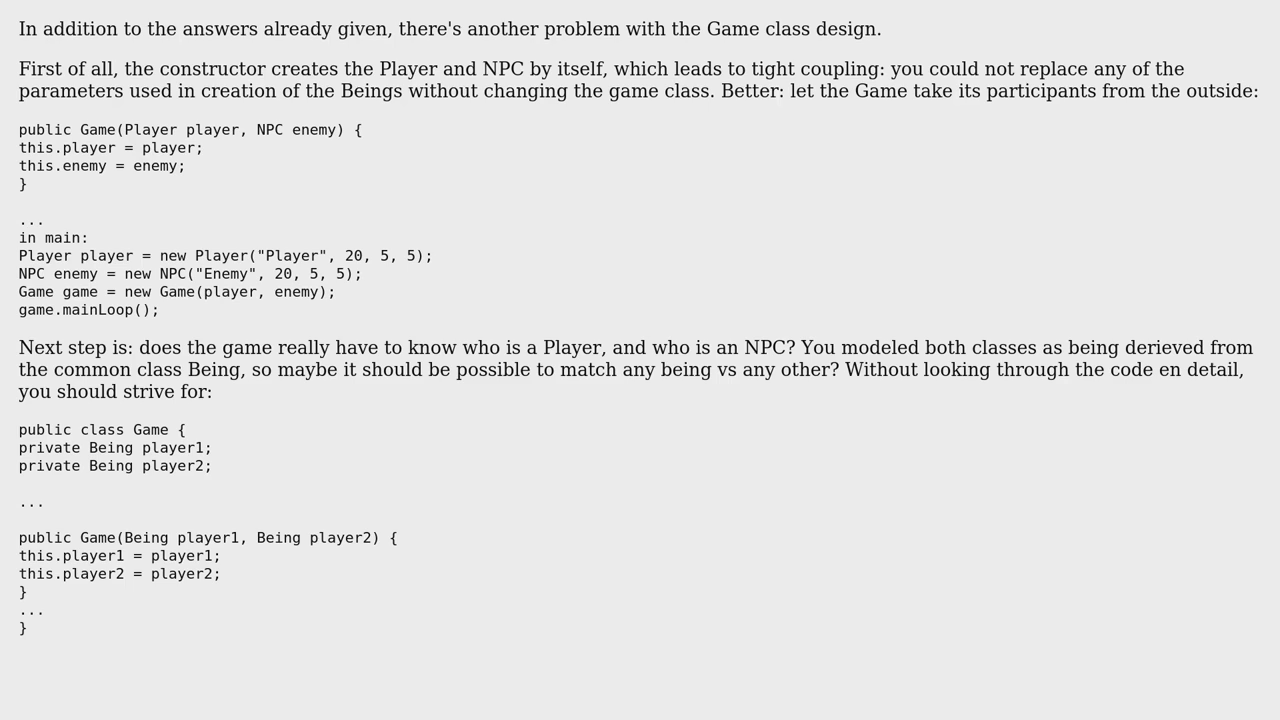 In addition to the answers already given, there's another problem with the Game class design.
First of all, the constructor creates the Player and NPC by itself, which leads to tight coupling: you could not replace any of the
parameters used in creation of the Beings without changing the game class. Better: let the Game take its participants from the outside:
public Game(Player player, NPC enemy) {
this.player = player;
this.enemy = enemy;
}
...
in main:
Player player = new Player("Player", 20, 5, 5);
NPC enemy = new NPC("Enemy", 20, 5, 5);
Game game = new Game(player, enemy);
game.mainLoop();
Next step is: does the game really have to know who is a Player, and who is an NPC? You modeled both classes as being derieved from
the common class Being, so maybe it should be possible to match any being vs any other? Without looking through the code en detail,
you should strive for:
public class Game {
private Being player1;
private Being player2;
...
public Game(Being player1, Being player2) {
this.player1 = player1;
this.player2 = player2;
}
...
}